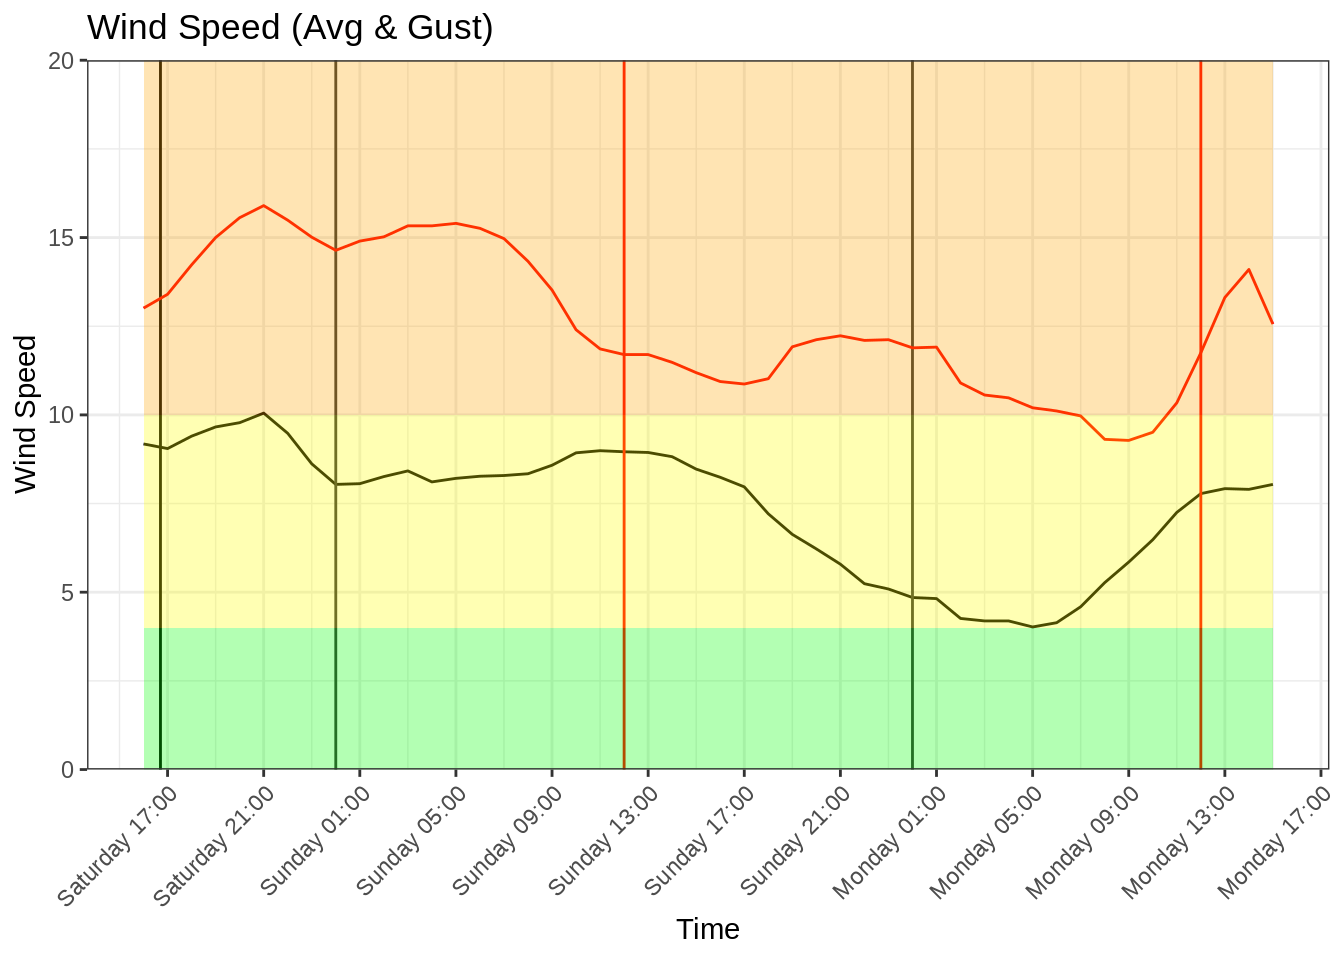 Wind Speed (Avg & Gust)
20
15
10
5
0
Wind Speed
Saturday 17:00
Saturday 21:00
Sunday 01:00
Sunday 05:00
Sunday 09:00
Sunday 13:00
Sunday 17:00
Sunday 21:00
Monday 01:00
Monday 05:00
Monday 09:00
Monday 13:00
Monday 17:00
Time